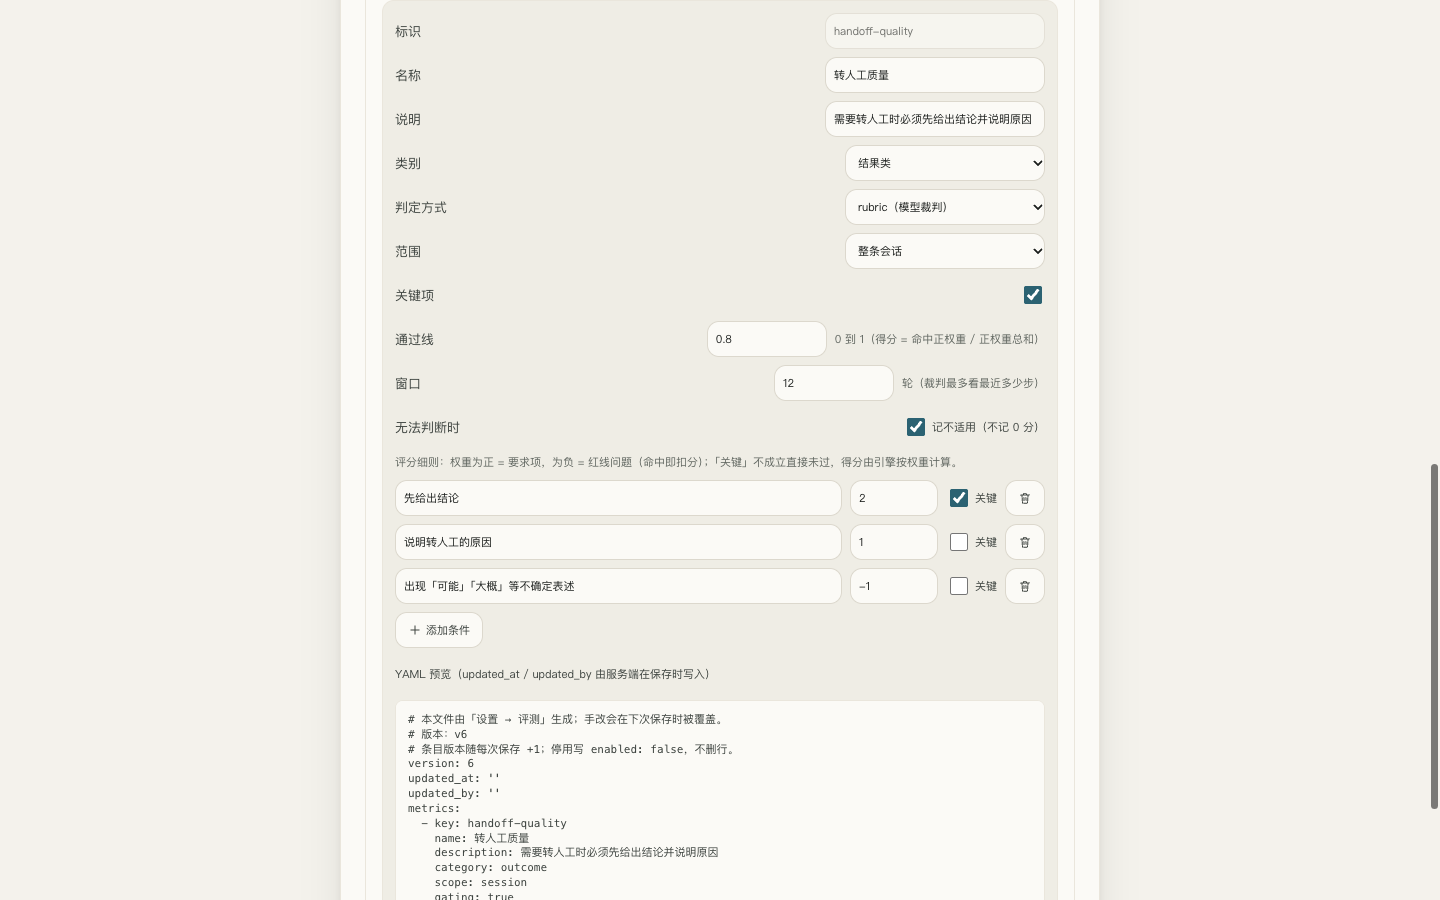 标识
handoff-quality
名称
转人工质量
说明
需要转人工时必须先给出结论并说明原因
类别
结果类
判定方式
rubric（模型裁判）
范围
整条会话
关键项
通过线
0.8
0 到 1（得分 = 命中正权重 / 正权重总和）
窗口
12
轮（裁判最多看最近多少步）
无法判断时
记不适用（不记 0 分）
评分细则：权重为正 = 要求项，为负 = 红线问题（命中即扣分）；「关键」不成立直接未过，得分由引擎按权重计算。
先给出结论
2
关键
说明转人工的原因
1
关键
出现「可能」「大概」等不确定表述
-1
关键
+ 添加条件
YAML 预览（updated_at / updated_by 由服务端在保存时写入）
# 本文件由「设置 → 评测」生成；手改会在下次保存时被覆盖。
# 版本：v6
# 条目版本随每次保存 +1；停用写 enabled: false，不删行。
version: 6
updated_at: ''
updated_by: ''
metrics:
- key: handoff-quality
name: 转人工质量
description: 需要转人工时必须先给出结论并说明原因
category: outcome
scope: session
gating: true